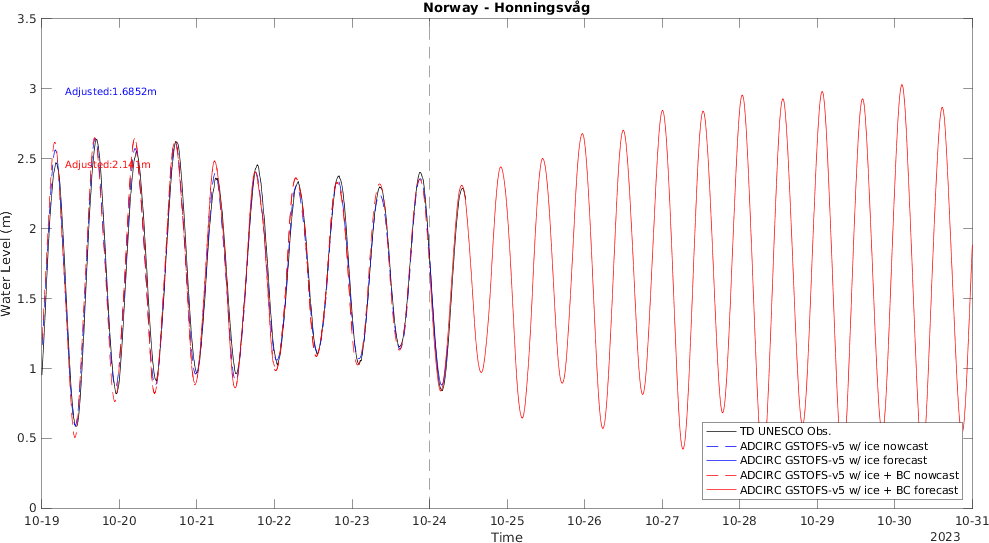 Norway - Honningsvåg
3.5
3
2.5
2
1.5
1
0.5
0
Water Level (m)
Adjusted:1.6852m
Adjusted:2.141m
10-19
10-20
10-21
10-22
10-23
10-24
10-25
10-26
10-27
10-28
10-29
10-30
10-31
Time
2023
TD UNESCO Obs.
ADCIRC GSTOFS-v5 w/ ice nowcast
ADCIRC GSTOFS-v5 w/ ice forecast
ADCIRC GSTOFS-v5 w/ ice + BC nowcast
ADCIRC GSTOFS-v5 w/ ice + BC forecast